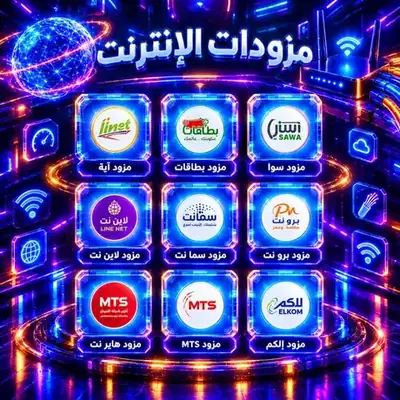 مزودات الإنترنت
سوا
SAWA
مزود سوا
بطاقات
مزود بطاقات
linet
مزود آية
برو نت
مزود برو نت
سمانت
مزود سما نت
لاين نت
LINE NET
مزود لاين نت
ELKOM
مزود إلكم
MTS
مزود MTS
MTS
مزود هاير نت